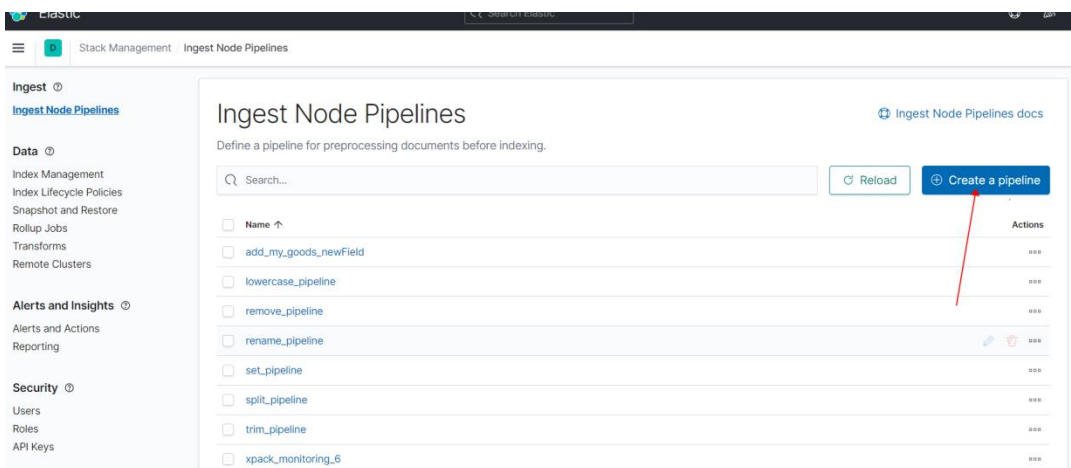 Elastic
Search Elastic
D Stack Management Ingest Node Pipelines
Ingest
Ingest Node Pipelines
Data
Index Management
Index Lifecycle Policies
Snapshot and Restore
Rollup Jobs
Transforms
Remote Clusters
Alerts and Insights
Alerts and Actions
Reporting
Security
Users
Roles
API Keys
Ingest Node Pipelines
Ingest Node Pipelines docs
Define a pipeline for preprocessing documents before indexing.
Search...
Reload
Create a pipeline
Name
Actions
add_my_goods_newField
lowercase_pipeline
remove_pipeline
rename_pipeline
set_pipeline
split_pipeline
trim_pipeline
xpack_monitoring_6